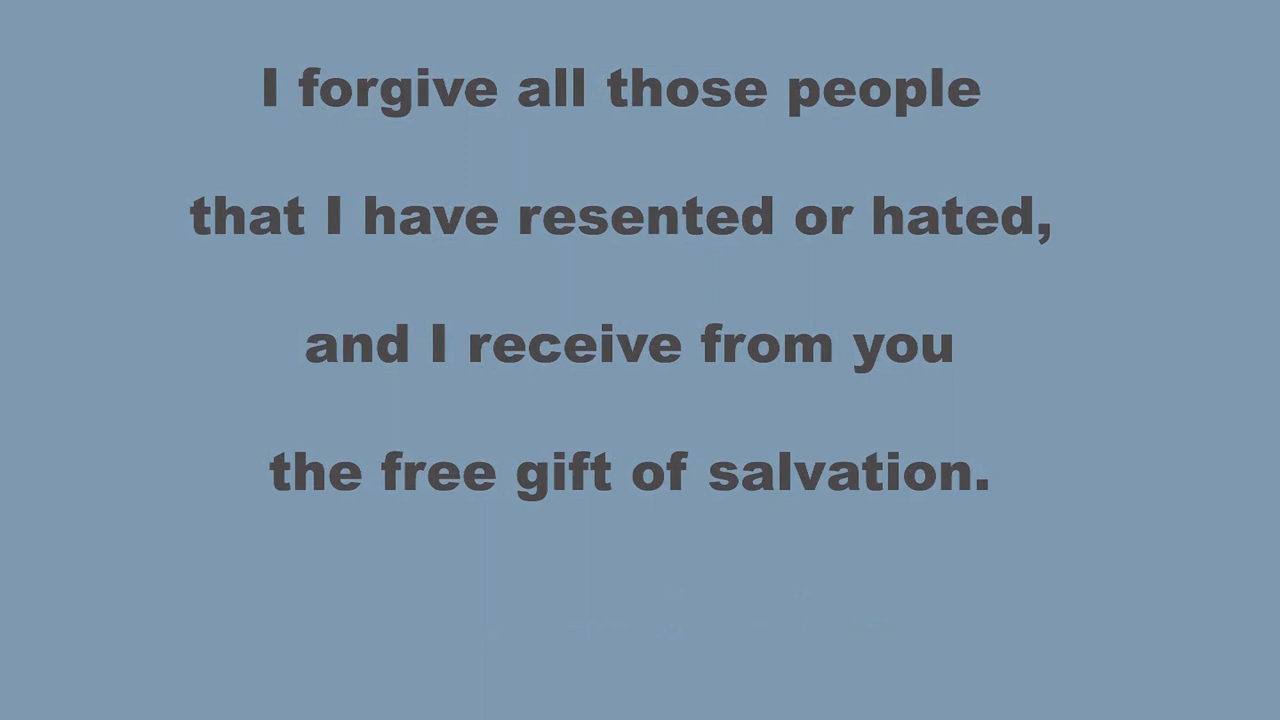 I forgive all those people
that I have resented or hated,
and I receive from you
the free gift of salvation.